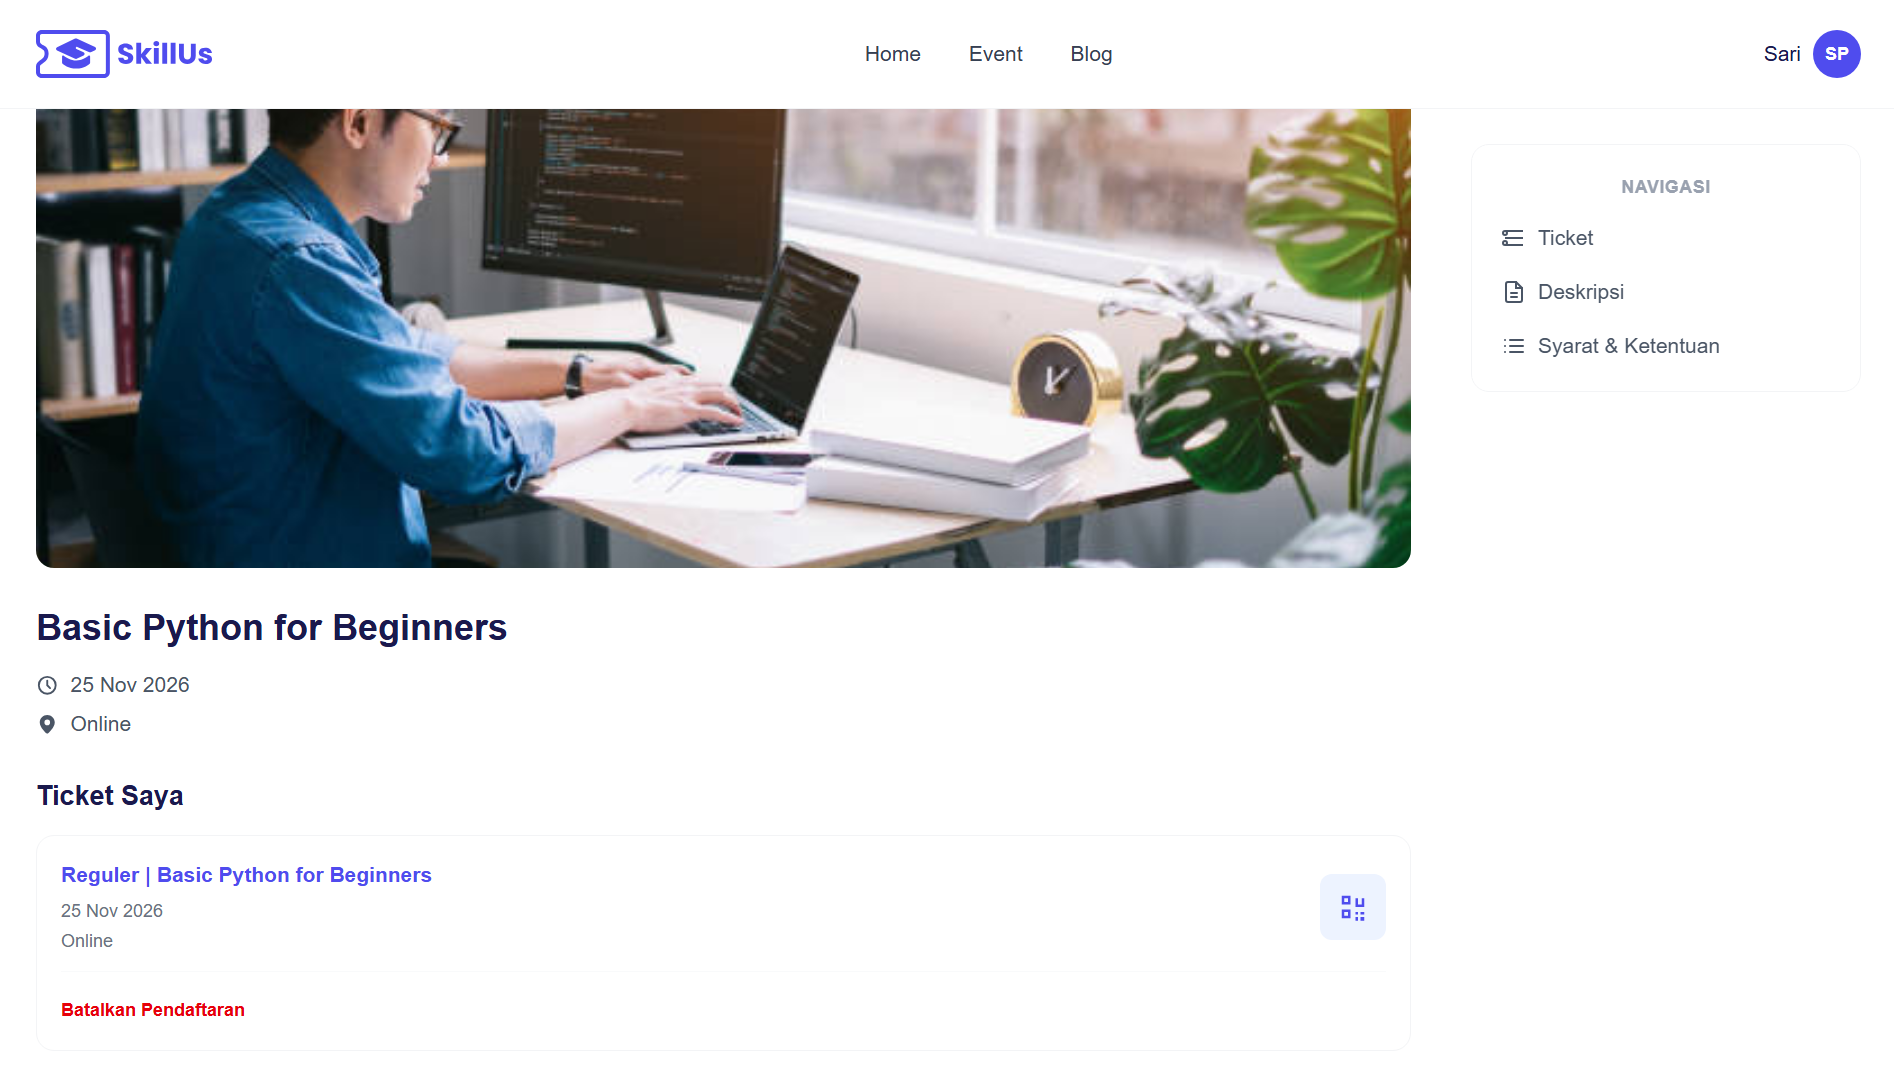 SkillUs
Home
Event
Blog
Sari
SP
NAVIGASI
Ticket
Deskripsi
Syarat & Ketentuan
Basic Python for Beginners
25 Nov 2026
Online
Ticket Saya
Reguler | Basic Python for Beginners
25 Nov 2026
Online
Batalkan Pendaftaran